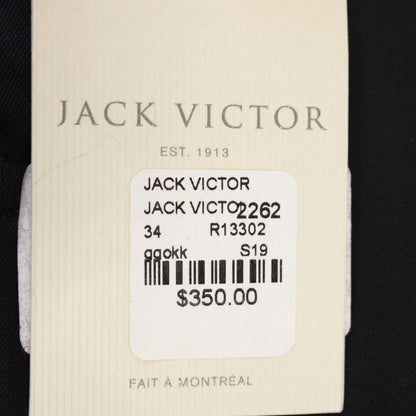 JACK VICTOR
EST. 1913
JACK VICTOR
JACK VICTO 2262
34 R13302
ggokk S19
$350.00
FAIT À MONTRÉAL